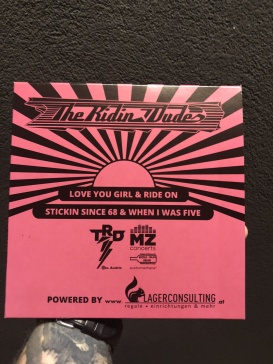 The Ridin Dudes
LOVE YOU GIRL & RIDE ON
STICKIN SINCE 68 & WHEN I WAS FIVE
TRD
MZ
concerts
POWERED BY www.LAGERCONSULTING.at
regale + einrichtungen & mehr